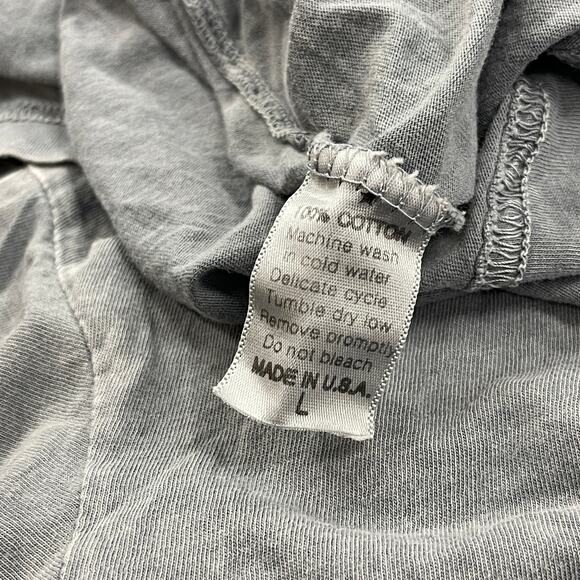 100% COTTON
Machine wash
in cold water
Delicate cycle
Tumble dry low
Remove promptly
Do not bleach
MADE IN U.S.A.
L